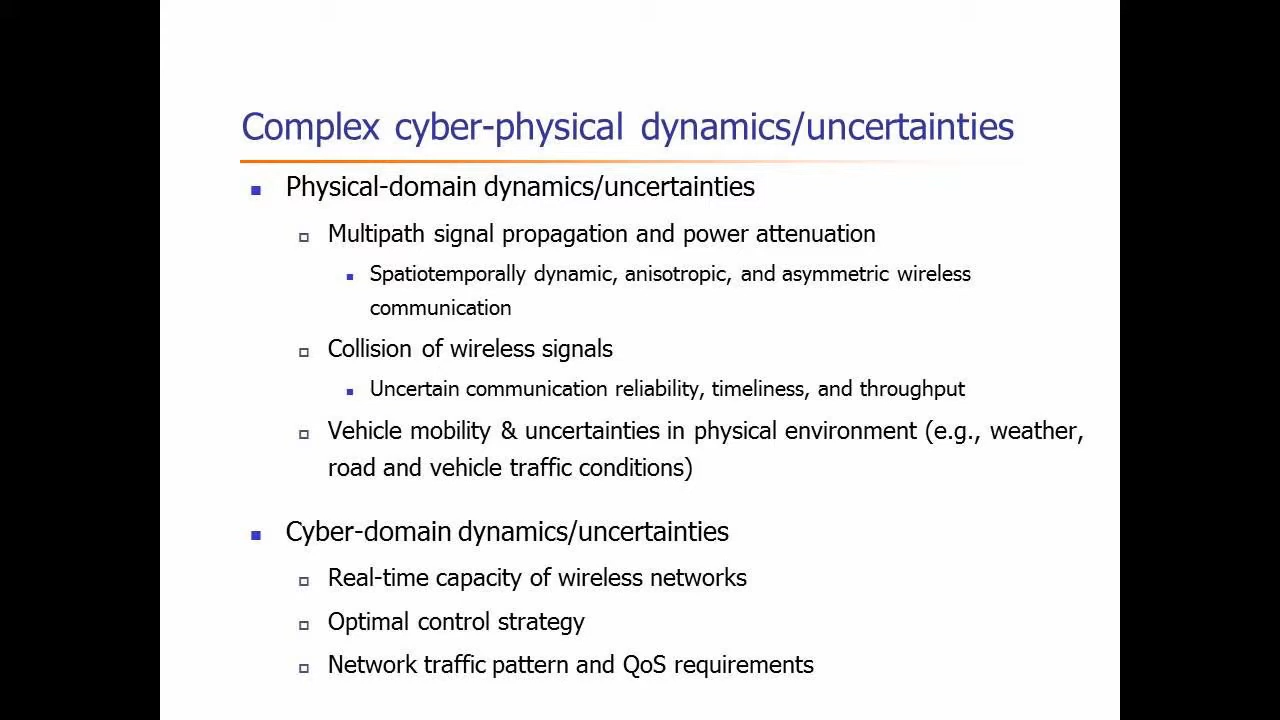 Complex cyber-physical dynamics/uncertainties
Physical-domain dynamics/uncertainties
Multipath signal propagation and power attenuation
Spatiotemporally dynamic, anisotropic, and asymmetric wireless
communication
Collision of wireless signals
Uncertain communication reliability, timeliness, and throughput
Vehicle mobility & uncertainties in physical environment (e.g., weather,
road and vehicle traffic conditions)
Cyber-domain dynamics/uncertainties
Real-time capacity of wireless networks
Optimal control strategy
Network traffic pattern and QoS requirements